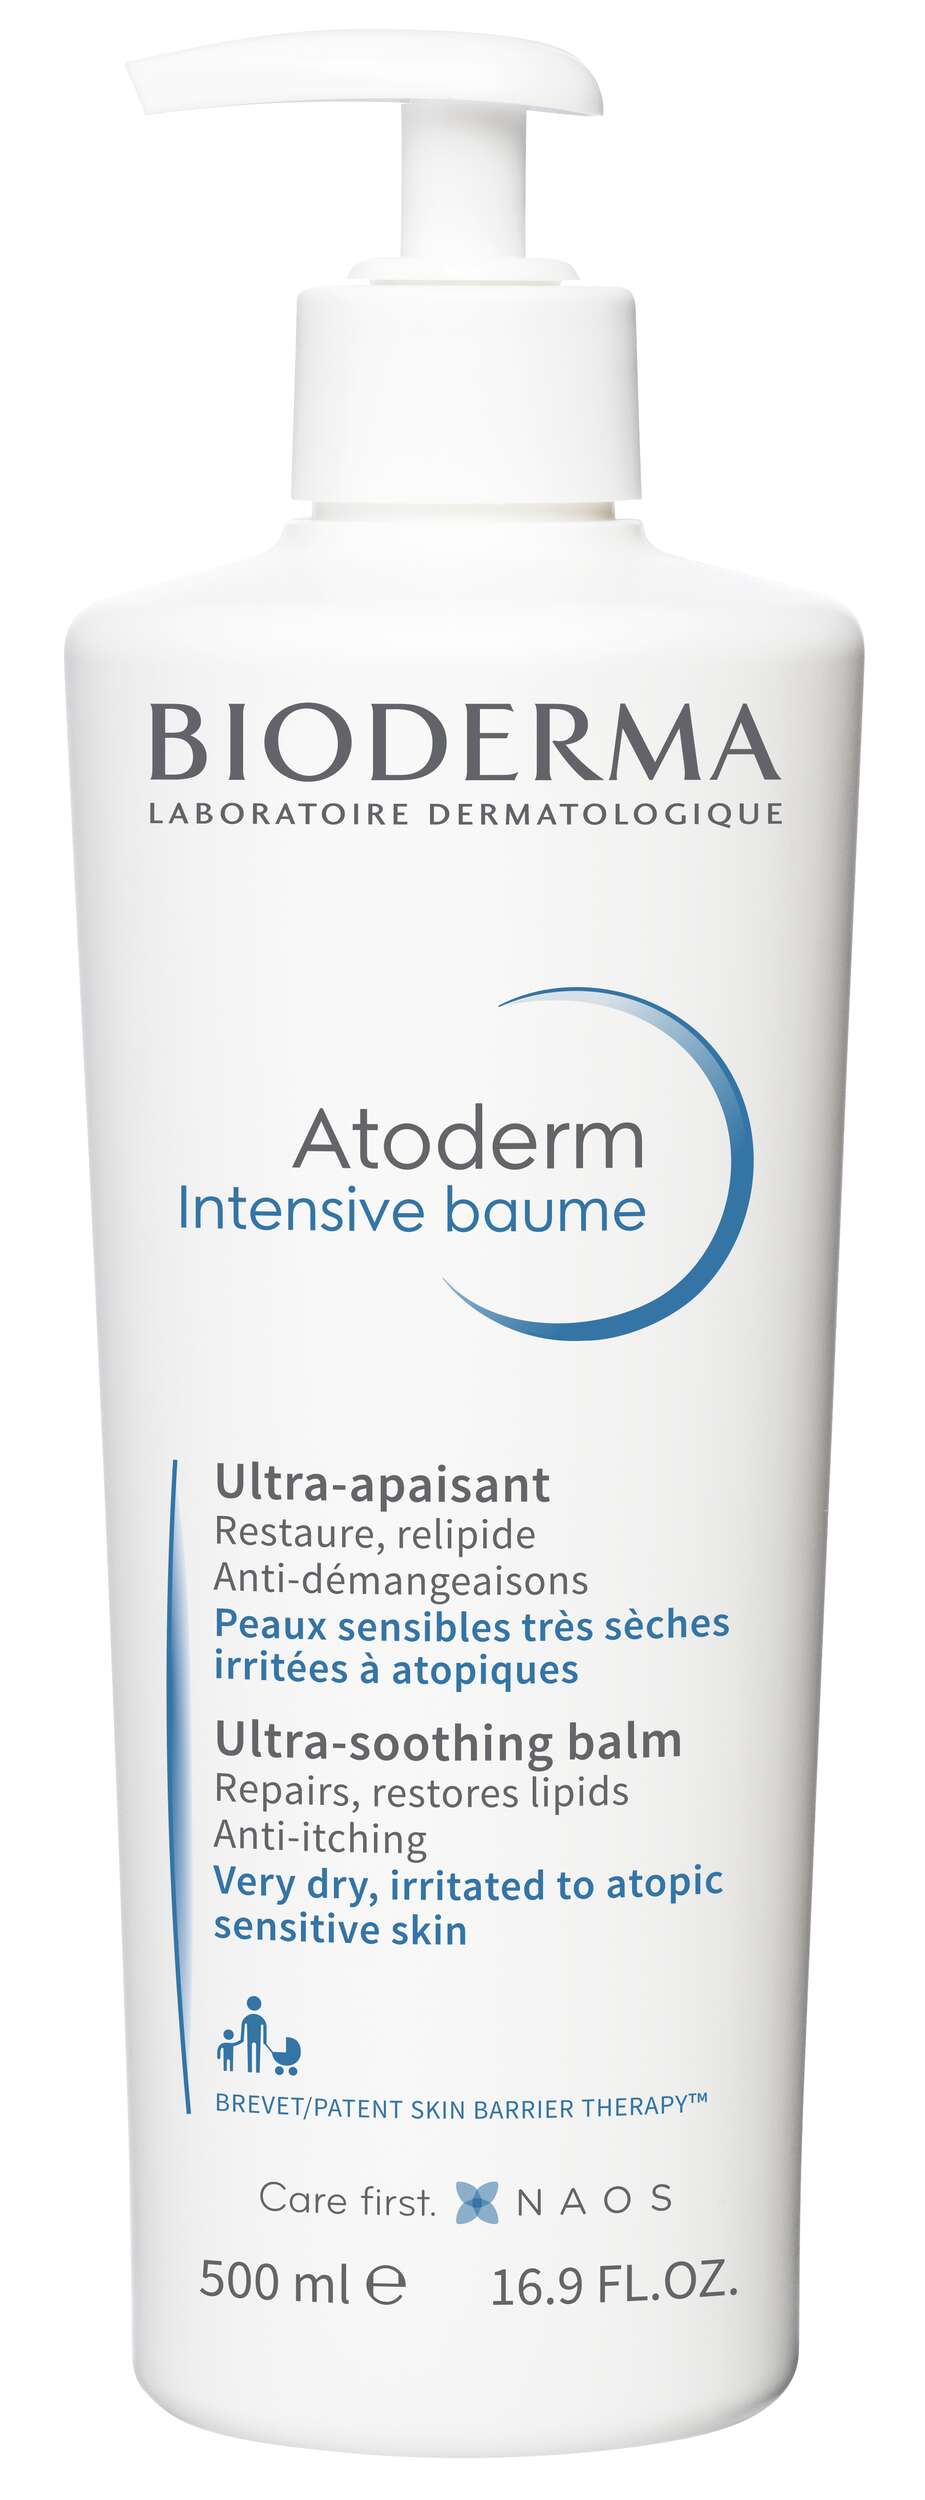 BIODERMA
LABORATOIRE DERMATOLOGIQUE
Atoderm
Intensive baume
Ultra-apaisant
Restaure, relipide
Anti-démangeaisons
Peaux sensibles très sèches
irritées à atopiques
Ultra-soothing balm
Repairs, restores lipids
Anti-itching
Very dry, irritated to atopic
sensitive skin
BREVET/PATENT SKIN BARRIER THERAPY™
Care first. NAOS
500 ml ℮ 16.9 FL.OZ.